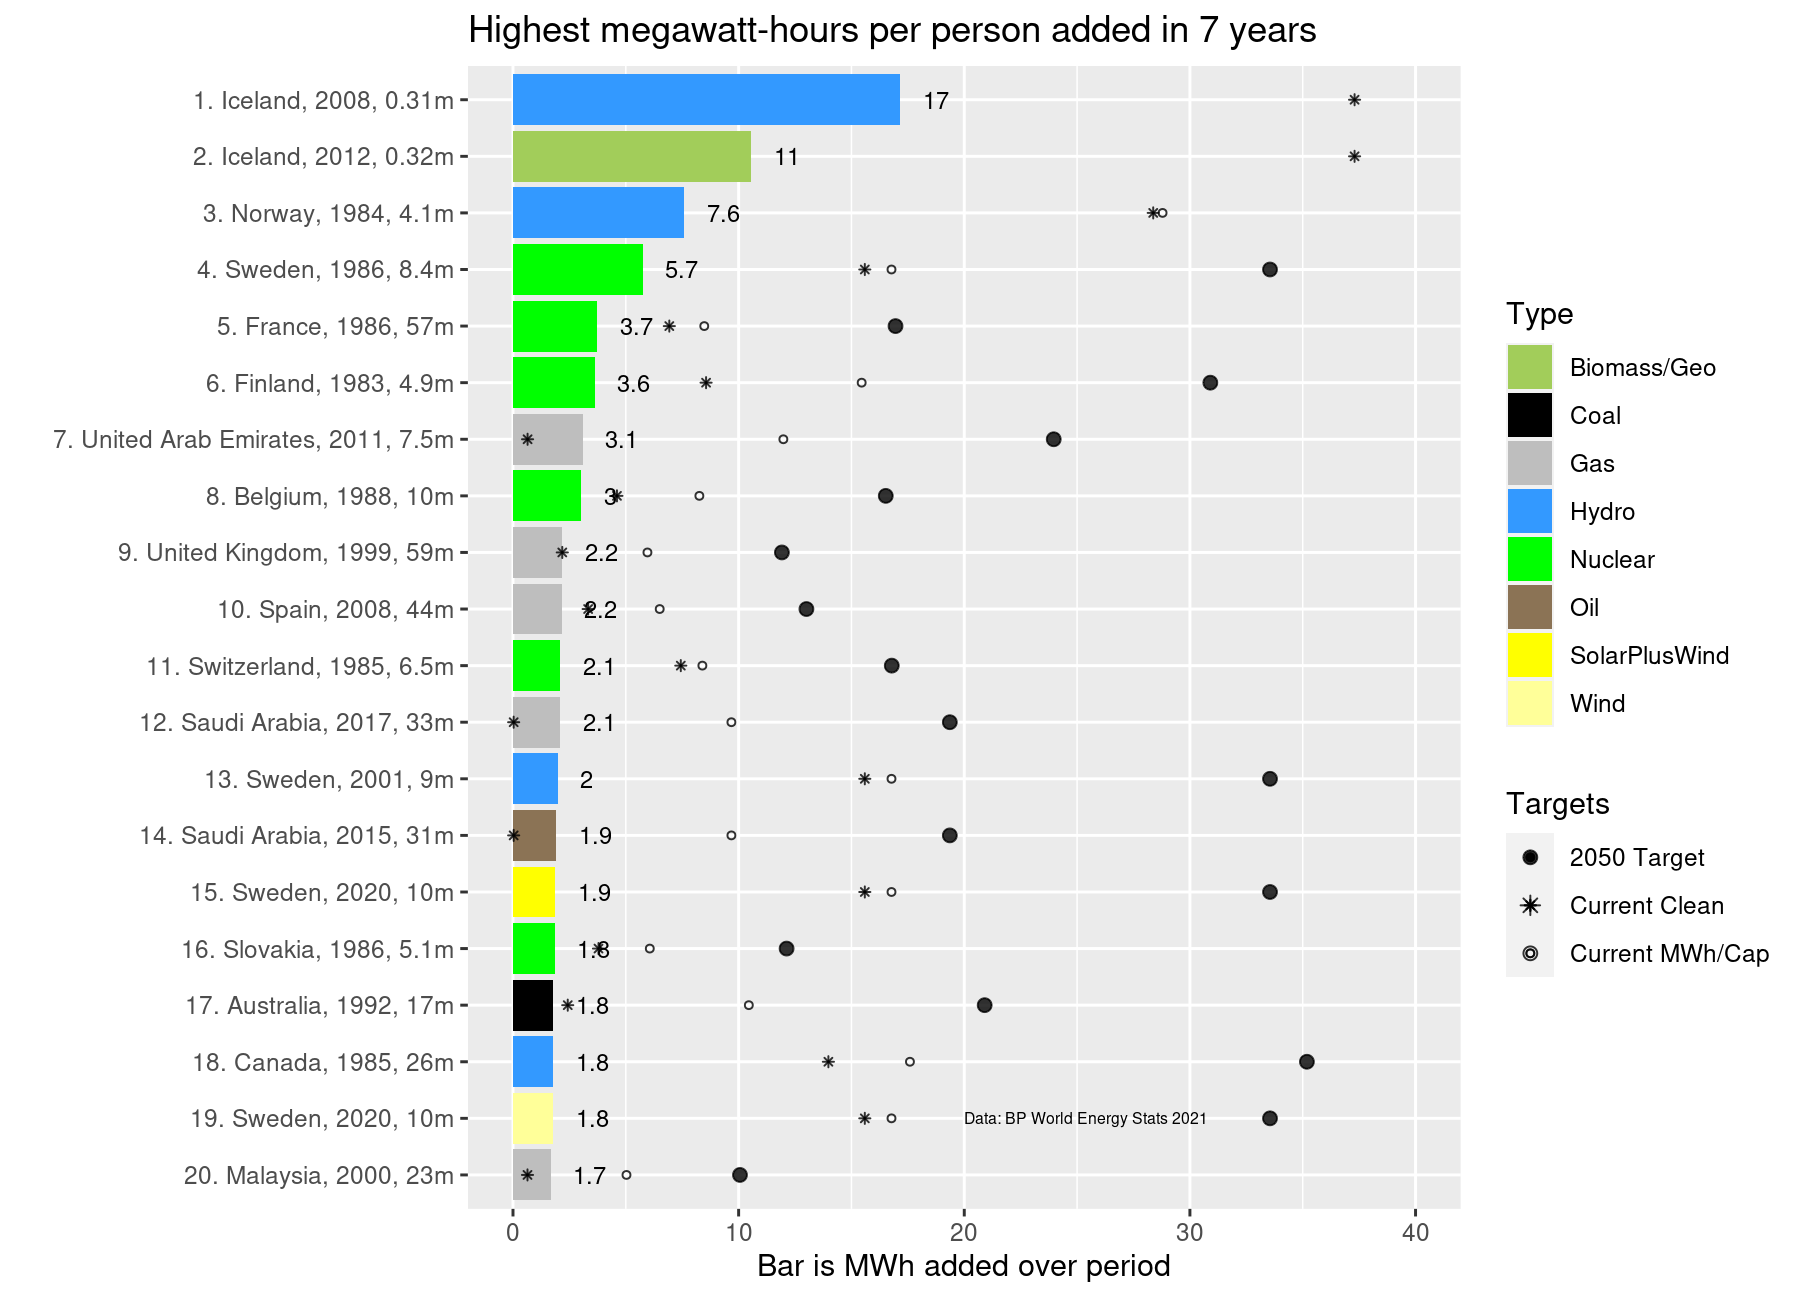 Highest megawatt-hours per person added in 7 years
1. Iceland, 2008, 0.31m
17
2. Iceland, 2012, 0.32m
11
3. Norway, 1984, 4.1m
7.6
4. Sweden, 1986, 8.4m
5.7
5. France, 1986, 57m
3.7
6. Finland, 1983, 4.9m
3.6
7. United Arab Emirates, 2011, 7.5m
3.1
8. Belgium, 1988, 10m
3
9. United Kingdom, 1999, 59m
2.2
10. Spain, 2008, 44m
2.2
11. Switzerland, 1985, 6.5m
2.1
12. Saudi Arabia, 2017, 33m
2.1
13. Sweden, 2001, 9m
2
14. Saudi Arabia, 2015, 31m
1.9
15. Sweden, 2020, 10m
1.9
16. Slovakia, 1986, 5.1m
1.8
17. Australia, 1992, 17m
1.8
18. Canada, 1985, 26m
1.8
19. Sweden, 2020, 10m
1.8
Data: BP World Energy Stats 2021
20. Malaysia, 2000, 23m
1.7
0 10 20 30 40
Bar is MWh added over period
Type
Biomass/Geo
Coal
Gas
Hydro
Nuclear
Oil
SolarPlusWind
Wind
Targets
2050 Target
Current Clean
Current MWh/Cap